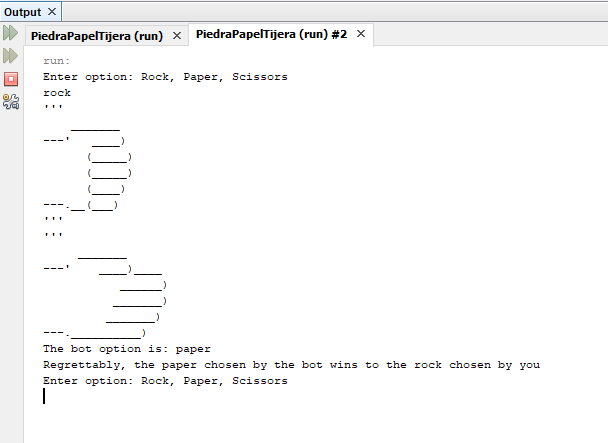 Output ×
PiedraPapelTijera (run) × PiedraPapelTijera (run) #2 ×
run:
Enter option: Rock, Paper, Scissors
rock
'''
    _______
---'   ____)
      (_____)
      (_____)
      (____)
---.__(___)
'''
'''
     _______
---'    ____)____
           ______)
          _______)
         _______)
---.__________)
The bot option is: paper
Regrettably, the paper chosen by the bot wins to the rock chosen by you
Enter option: Rock, Paper, Scissors